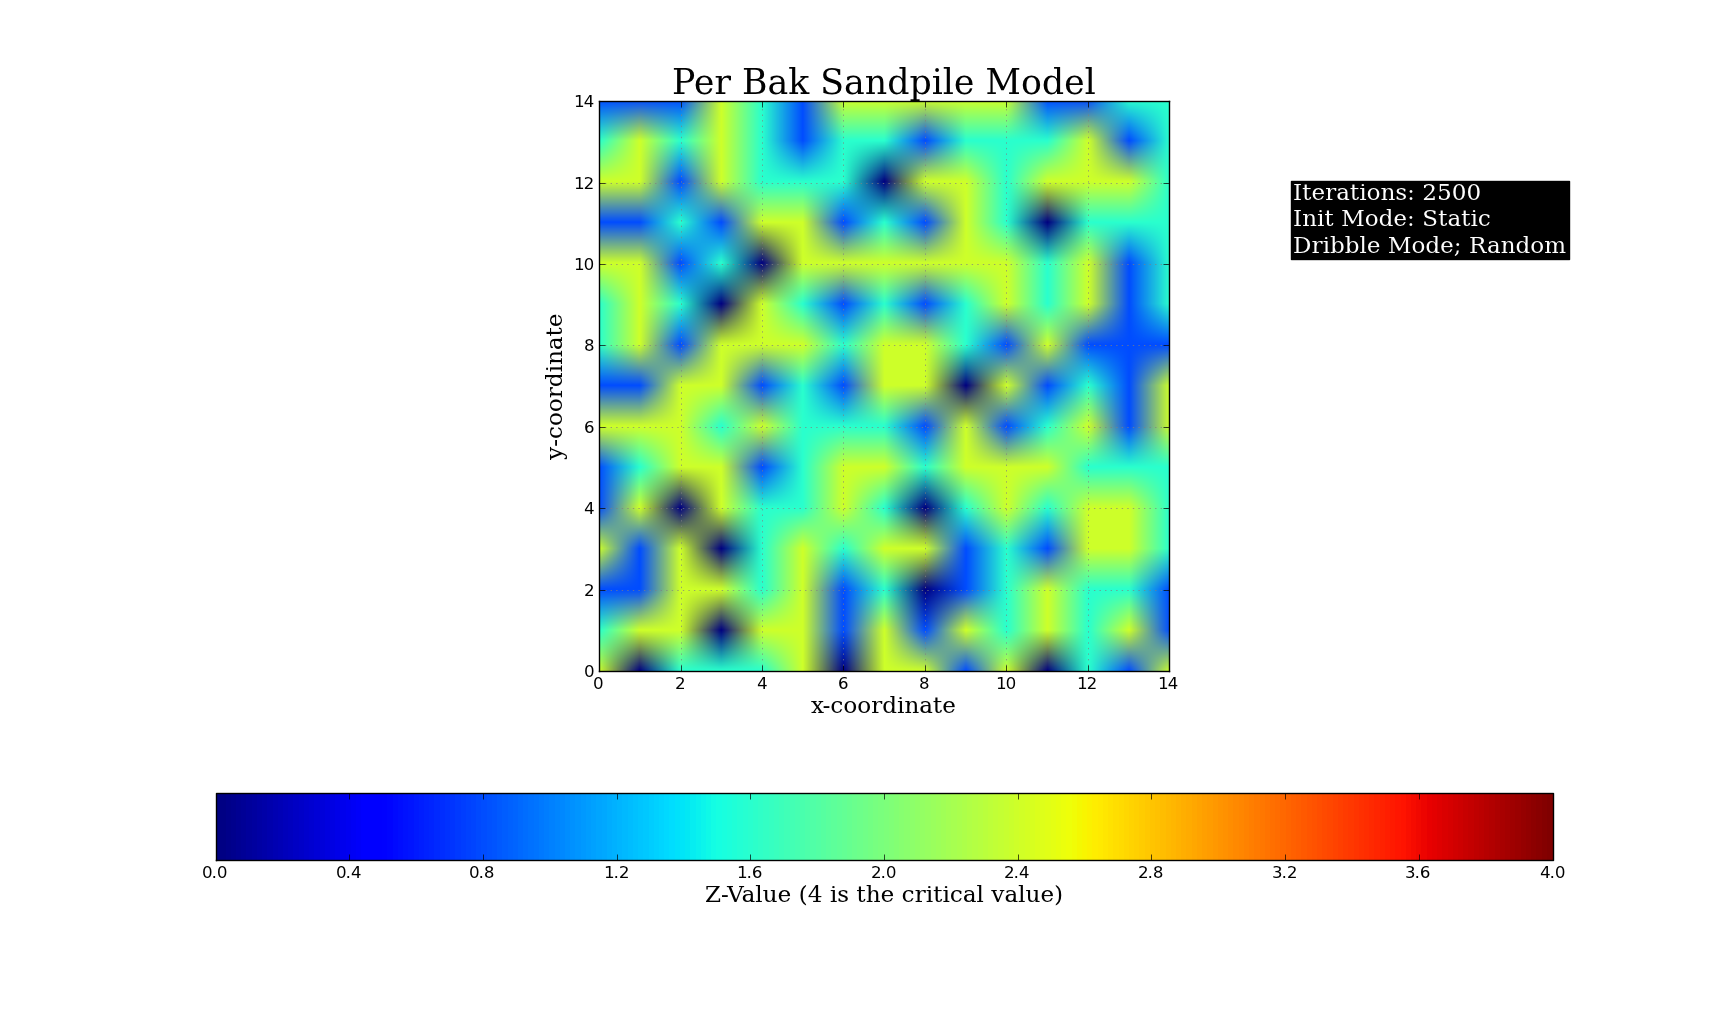 Per Bak Sandpile Model
14
12
10
8
6
4
2
0
y-coordinate
0 2 4 6 8 10 12 14
x-coordinate
Iterations: 2500
Init Mode: Static
Dribble Mode; Random
0.0 0.4 0.8 1.2 1.6 2.0 2.4 2.8 3.2 3.6 4.0
Z-Value (4 is the critical value)